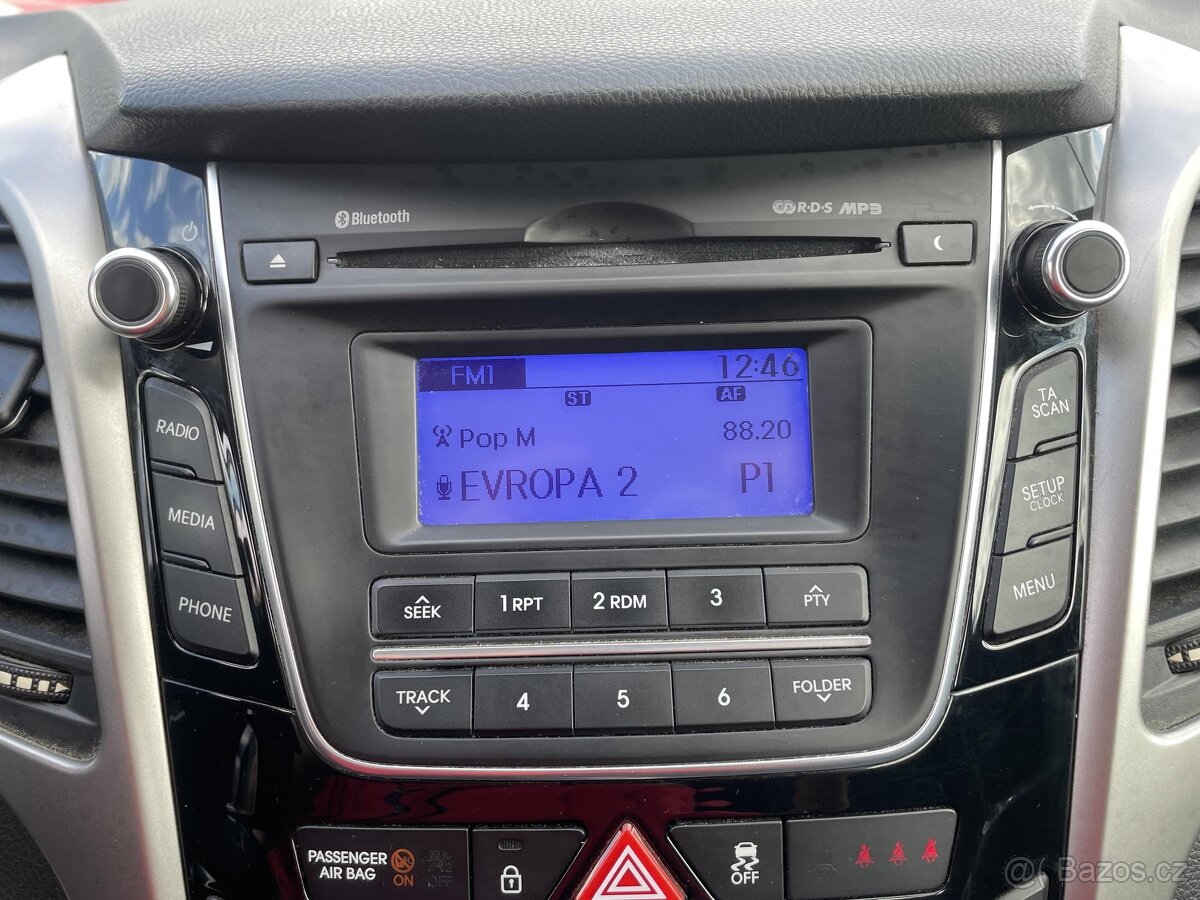 Bluetooth
R·D·S MP3
FM1 12:46
ST AF
Pop M 88.20
EVROPA 2 P1
RADIO
MEDIA
PHONE
TA
SCAN
SETUP
CLOCK
MENU
SEEK 1 RPT 2 RDM 3 PTY
TRACK 4 5 6 FOLDER
PASSENGER
AIR BAG
ON OFF
OFF
Bazos.cz